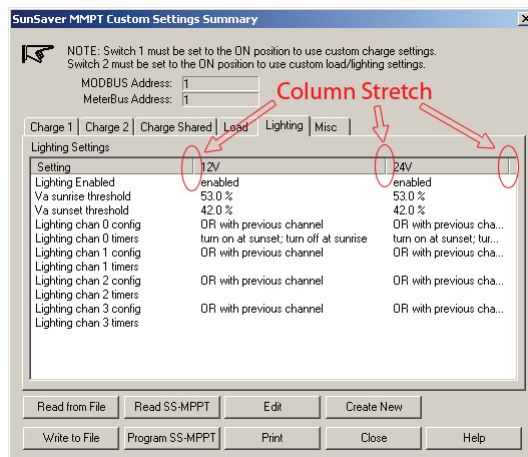 SunSaver MMPT Custom Settings Summary
NOTE: Switch 1 must be set to the ON position to use custom charge settings.
Switch 2 must be set to the ON position to use custom load/lighting settings.
MODBUS Address: 1
MeterBus Address: 1
Column Stretch
Charge 1 Charge 2 Charge Shared Load Lighting Misc
Lighting Settings
Setting 12V 24V
Lighting Enabled enabled enabled
Va sunrise threshold 53.0 % 53.0 %
Va sunset threshold 42.0 % 42.0 %
Lighting chan 0 config OR with previous channel OR with previous cha...
Lighting chan 0 timers turn on at sunset; turn off at sunrise turn on at sunset; tur...
Lighting chan 1 config OR with previous channel OR with previous cha...
Lighting chan 1 timers
Lighting chan 2 config OR with previous channel OR with previous cha...
Lighting chan 2 timers
Lighting chan 3 config OR with previous channel OR with previous cha...
Lighting chan 3 timers
Read from File Read SS-MPPT Edit Create New
Write to File Program SS-MPPT Print Close Help